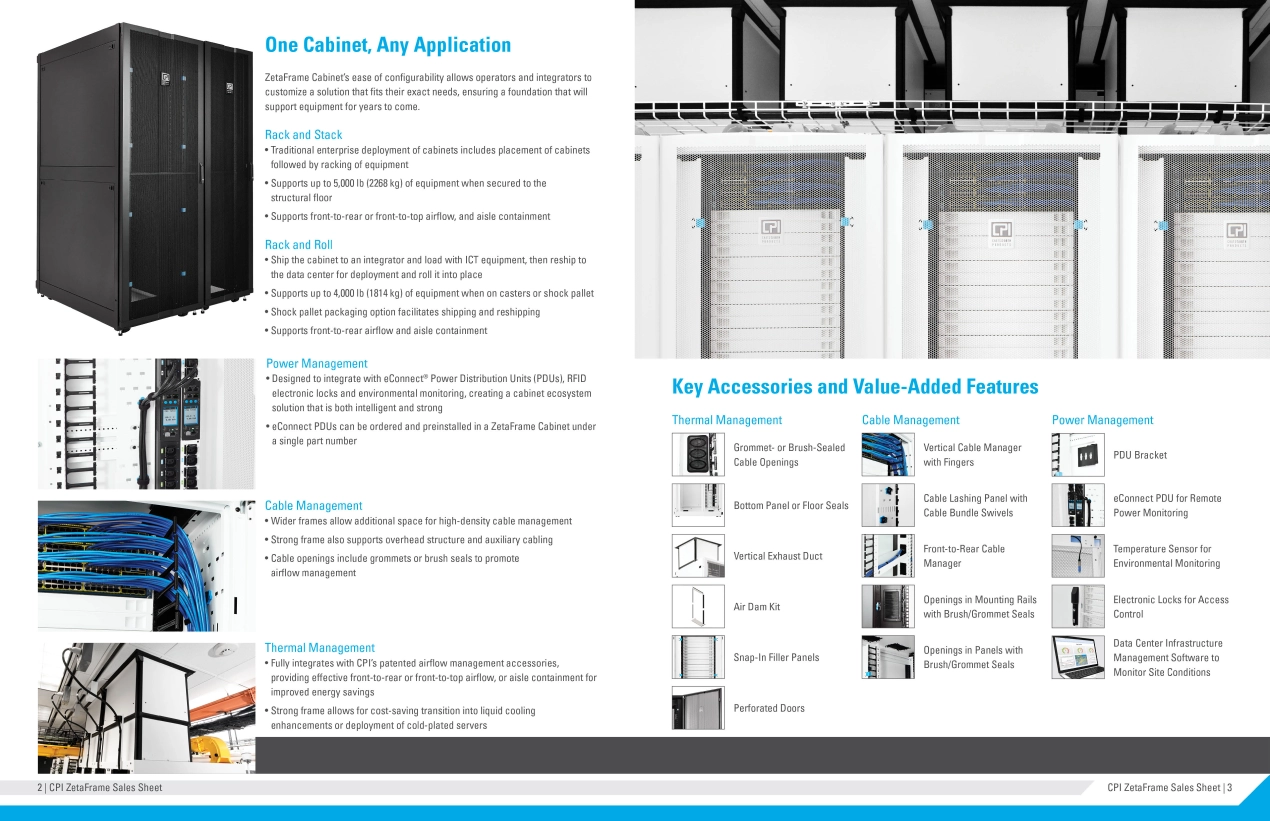 One Cabinet, Any Application
ZetaFrame Cabinet's ease of configurability allows operators and integrators to
customize a solution that fits their exact needs, ensuring a foundation that will
support equipment for years to come.
Rack and Stack
• Traditional enterprise deployment of cabinets includes placement of cabinets
followed by racking of equipment
• Supports up to 5,000 lb (2268 kg) of equipment when secured to the
structural floor
• Supports front-to-rear or front-to-top airflow, and aisle containment
Rack and Roll
• Ship the cabinet to an integrator and load with ICT equipment, then reship to
the data center for deployment and roll it into place
• Supports up to 4,000 lb (1814 kg) of equipment when on casters or shock pallet
• Shock pallet packaging option facilitates shipping and reshipping
• Supports front-to-rear airflow and aisle containment
Power Management
• Designed to integrate with eConnect® Power Distribution Units (PDUs), RFID
electronic locks and environmental monitoring, creating a cabinet ecosystem
solution that is both intelligent and strong
• eConnect PDUs can be ordered and preinstalled in a ZetaFrame Cabinet under
a single part number
Cable Management
• Wider frames allow additional space for high-density cable management
• Strong frame also supports overhead structure and auxiliary cabling
• Cable openings include grommets or brush seals to promote
airflow management
Thermal Management
• Fully integrates with CPI's patented airflow management accessories,
providing effective front-to-rear or front-to-top airflow, or aisle containment for
improved energy savings
• Strong frame allows for cost-saving transition into liquid cooling
enhancements or deployment of cold-plated servers
2 | CPI ZetaFrame Sales Sheet
CPI
CPI
CPI
Key Accessories and Value-Added Features
Thermal Management
Grommet- or Brush-Sealed
Cable Openings
Bottom Panel or Floor Seals
Vertical Exhaust Duct
Air Dam Kit
Snap-In Filler Panels
Perforated Doors
Cable Management
Vertical Cable Manager
with Fingers
Cable Lashing Panel with
Cable Bundle Swivels
Front-to-Rear Cable
Manager
Openings in Mounting Rails
with Brush/Grommet Seals
Openings in Panels with
Brush/Grommet Seals
Power Management
PDU Bracket
eConnect PDU for Remote
Power Monitoring
Temperature Sensor for
Environmental Monitoring
Electronic Locks for Access
Control
Data Center Infrastructure
Management Software to
Monitor Site Conditions
CPI ZetaFrame Sales Sheet | 3